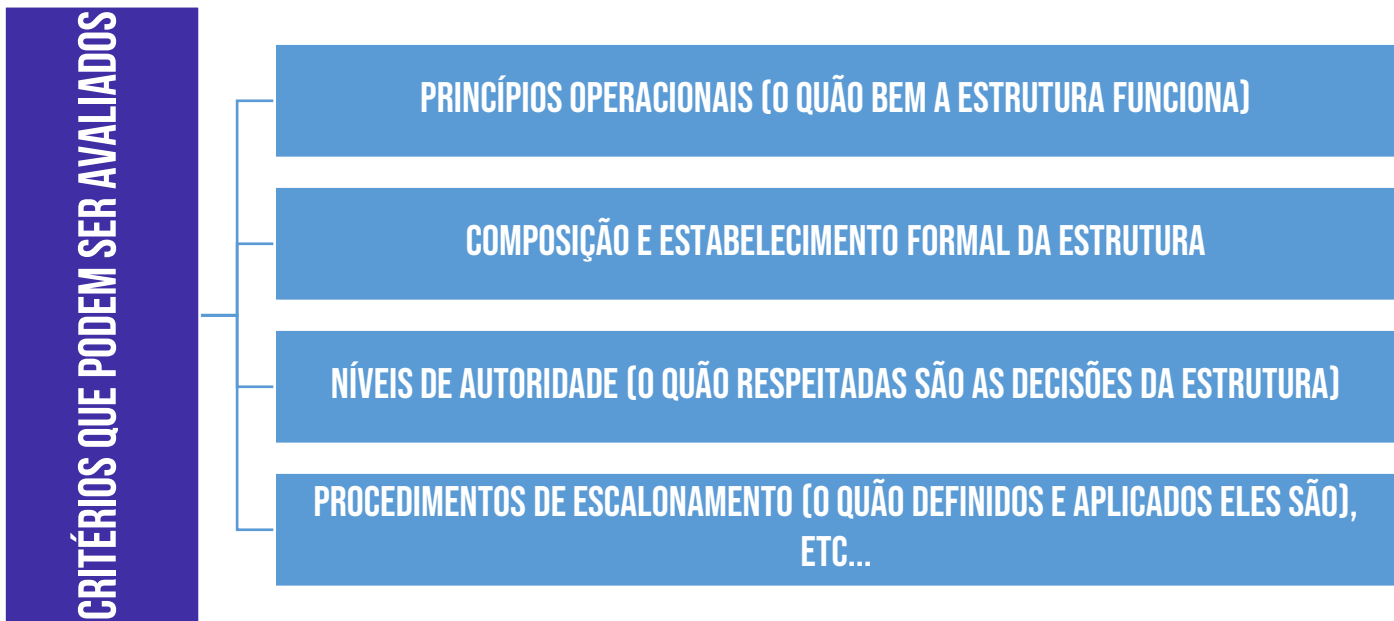 CRITÉRIOS QUE PODEM SER AVALIADOS
PRINCÍPIOS OPERACIONAIS (O QUÃO BEM A ESTRUTURA FUNCIONA)
COMPOSIÇÃO E ESTABELECIMENTO FORMAL DA ESTRUTURA
NÍVEIS DE AUTORIDADE (O QUÃO RESPEITADAS SÃO AS DECISÕES DA ESTRUTURA)
PROCEDIMENTOS DE ESCALONAMENTO (O QUÃO DEFINIDOS E APLICADOS ELES SÃO),
ETC...